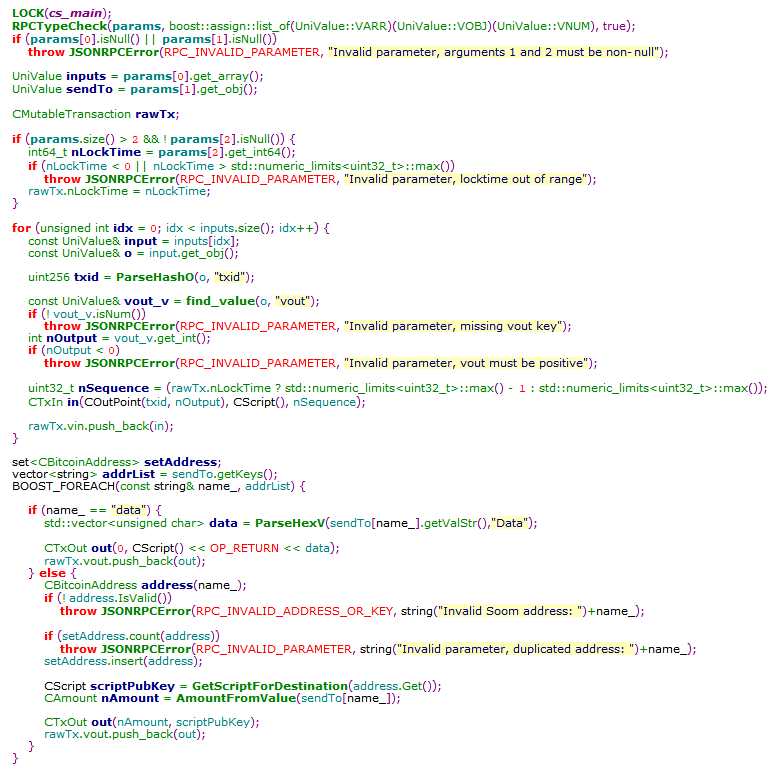 LOCK(cs_main);
RPCTypeCheck(params, boost::assign::list_of(UniValue::VARR)(UniValue::VOBJ)(UniValue::VNUM), true);
if (params[0].isNull() || params[1].isNull())
throw JSONRPCError(RPC_INVALID_PARAMETER, "Invalid parameter, arguments 1 and 2 must be non-null");
UniValue inputs = params[0].get_array();
UniValue sendTo = params[1].get_obj();
CMutableTransaction rawTx;
if (params.size() > 2 && !params[2].isNull()) {
int64_t nLockTime = params[2].get_int64();
if (nLockTime < 0 || nLockTime > std::numeric_limits<uint32_t>::max())
throw JSONRPCError(RPC_INVALID_PARAMETER, "Invalid parameter, locktime out of range");
rawTx.nLockTime = nLockTime;
}
for (unsigned int idx = 0; idx < inputs.size(); idx++) {
const UniValue& input = inputs[idx];
const UniValue& o = input.get_obj();
uint256 txid = ParseHashO(o, "txid");
const UniValue& vout_v = find_value(o, "vout");
if (!vout_v.isNum())
throw JSONRPCError(RPC_INVALID_PARAMETER, "Invalid parameter, missing vout key");
int nOutput = vout_v.get_int();
if (nOutput < 0)
throw JSONRPCError(RPC_INVALID_PARAMETER, "Invalid parameter, vout must be positive");
uint32_t nSequence = (rawTx.nLockTime ? std::numeric_limits<uint32_t>::max() - 1 : std::numeric_limits<uint32_t>::max());
CTxIn in(COutPoint(txid, nOutput), CScript(), nSequence);
rawTx.vin.push_back(in);
}
set<CBitcoinAddress> setAddress;
vector<string> addrList = sendTo.getKeys();
BOOST_FOREACH(const string& name_, addrList) {
if (name_ == "data") {
std::vector<unsigned char> data = ParseHexV(sendTo[name_].getValStr(),"Data");
CTxOut out(0, CScript() << OP_RETURN << data);
rawTx.vout.push_back(out);
} else {
CBitcoinAddress address(name_);
if (!address.IsValid())
throw JSONRPCError(RPC_INVALID_ADDRESS_OR_KEY, string("Invalid Soom address: ")+name_);
if (setAddress.count(address))
throw JSONRPCError(RPC_INVALID_PARAMETER, string("Invalid parameter, duplicated address: ")+name_);
setAddress.insert(address);
CScript scriptPubKey = GetScriptForDestination(address.Get());
CAmount nAmount = AmountFromValue(sendTo[name_]);
CTxOut out(nAmount, scriptPubKey);
rawTx.vout.push_back(out);
}
}